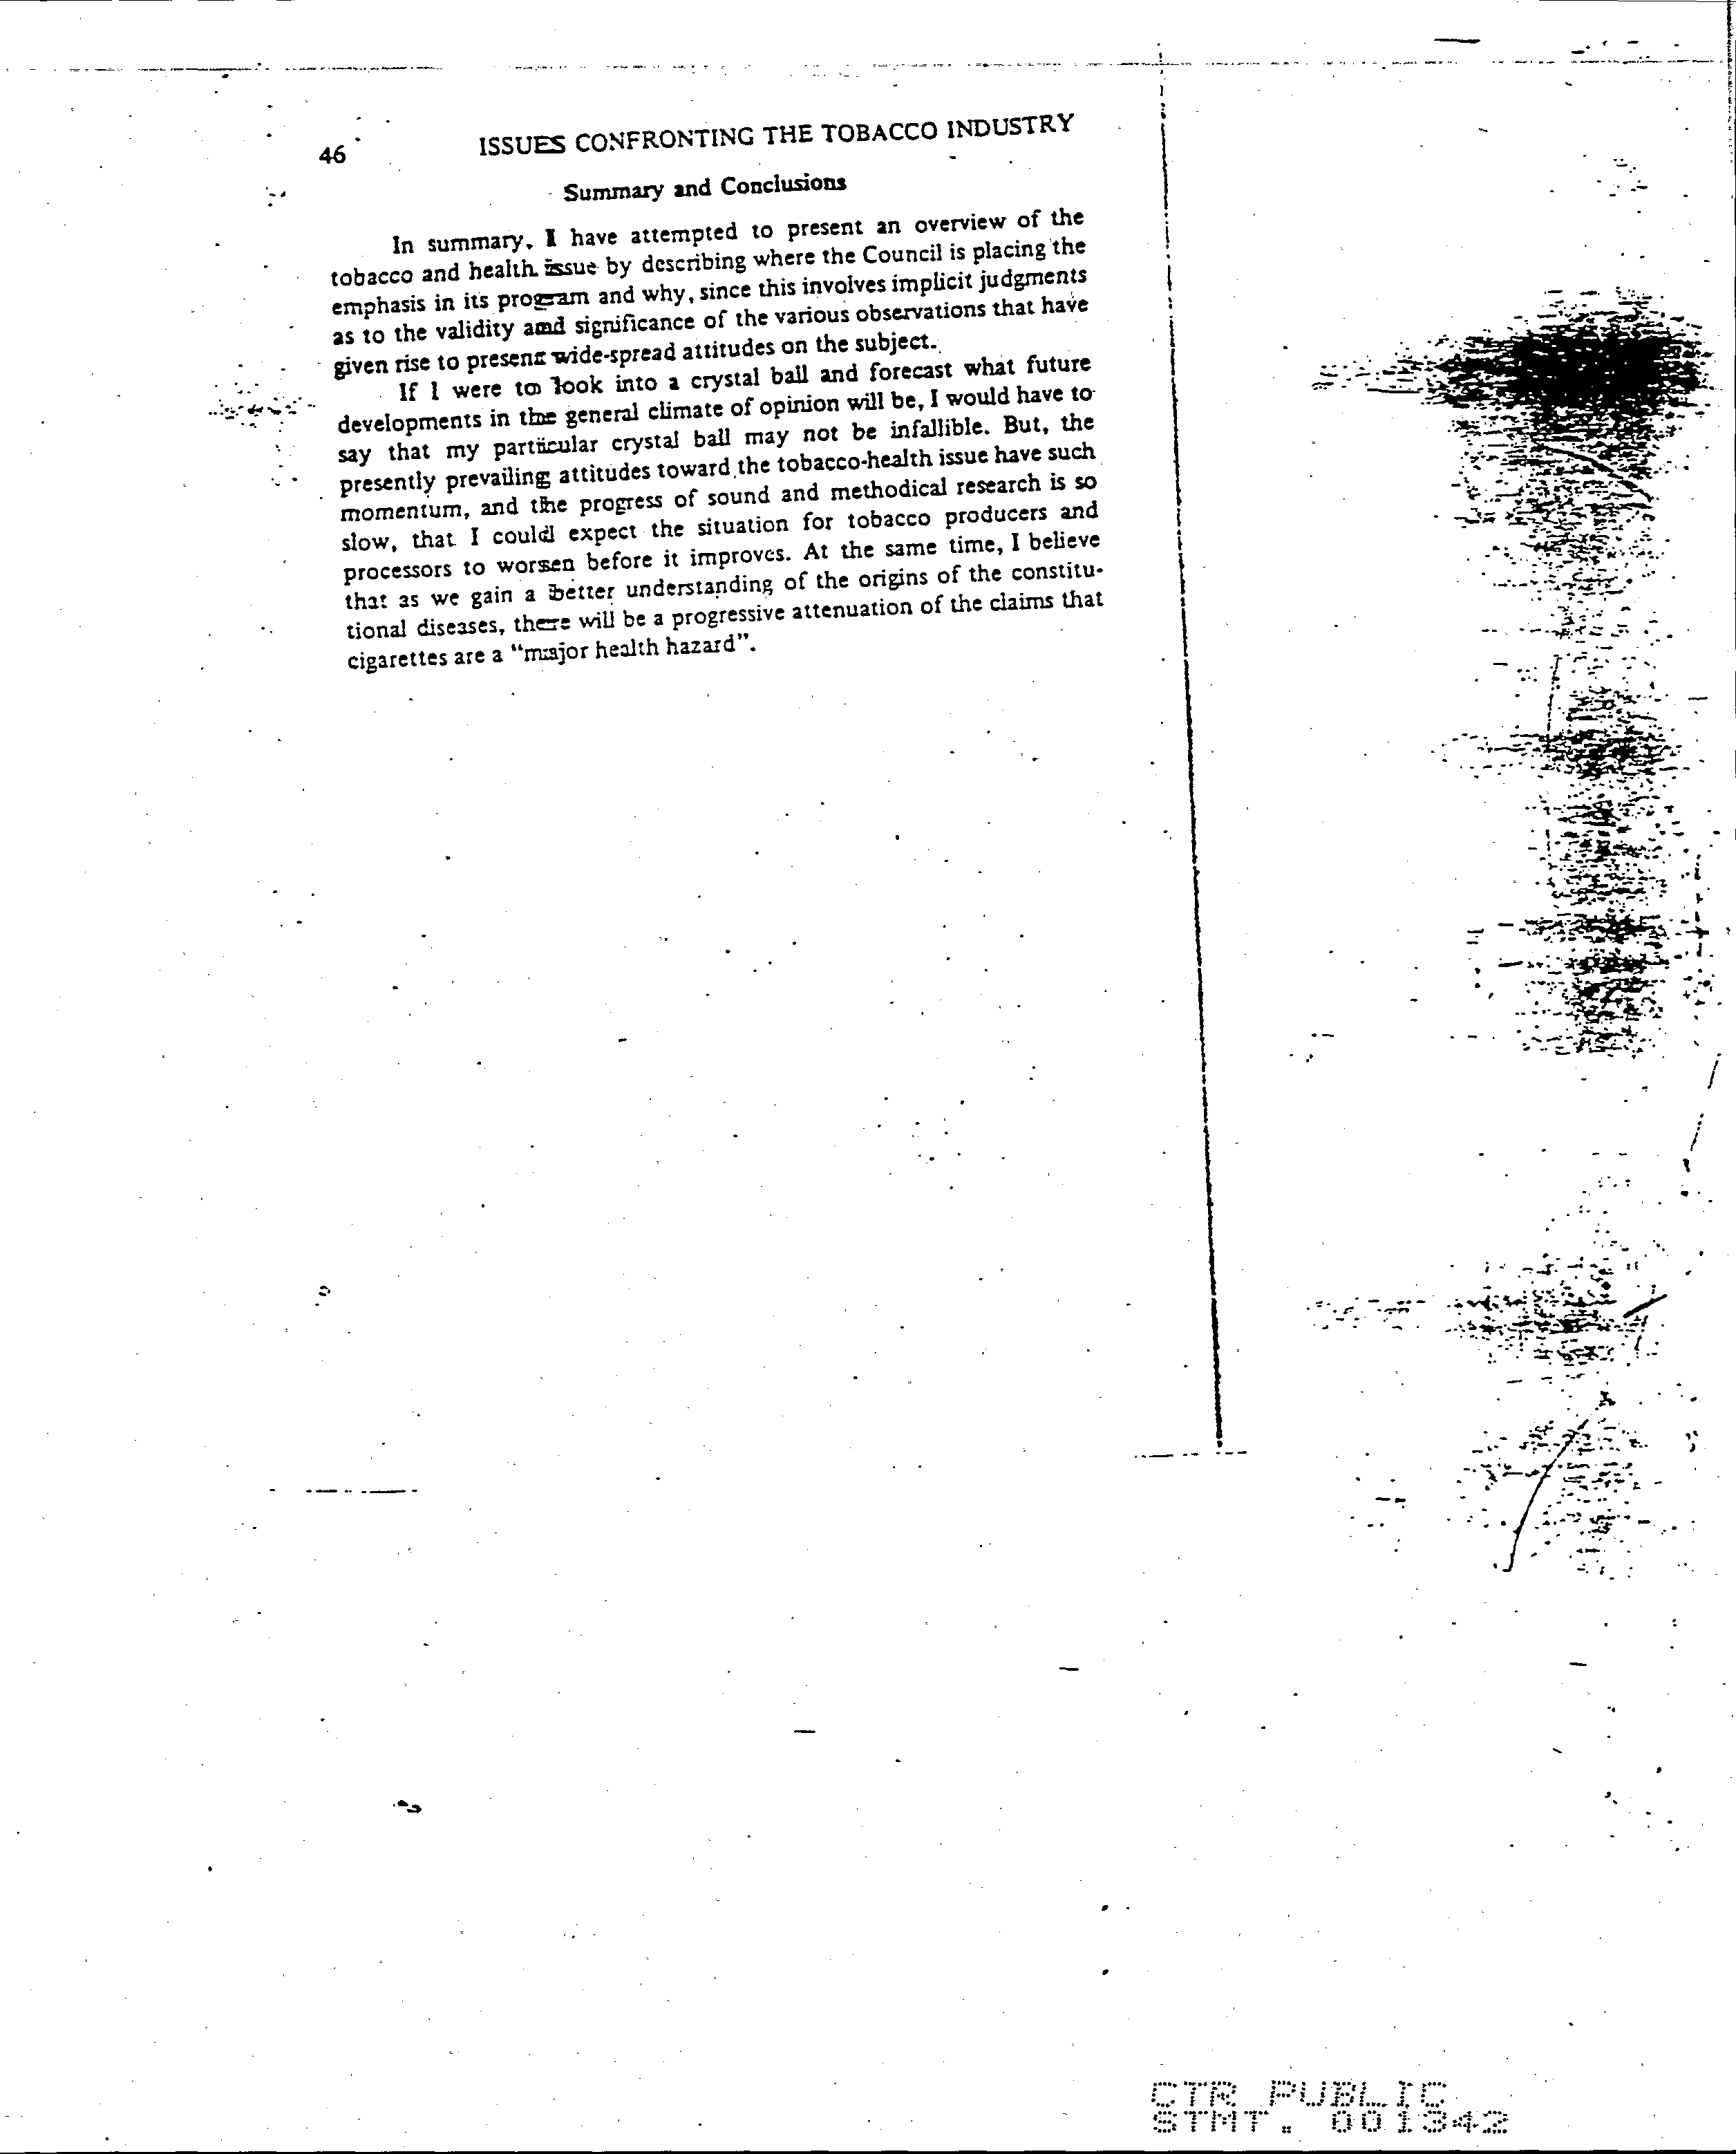 46 ISSUES CONFRONTING THE TOBACCO INDUSTRY
Summary and Conclusions
In summary, I have attempted to present an overview of the
tobacco and health issue by describing where the Council is placing the
emphasis in its program and why, since this involves implicit judgments
as to the validity and significance of the various observations that have
given rise to present wide-spread attitudes on the subject.
If I were to look into a crystal ball and forecast what future
developments in the general climate of opinion will be, I would have to
say that my particular crystal ball may not be infallible. But, the
presently prevailing attitudes toward the tobacco-health issue have such
momentum, and the progress of sound and methodical research is so
slow, that I could expect the situation for tobacco producers and
processors to worsen before it improves. At the same time, I believe
that as we gain a better understanding of the origins of the constitu-
tional diseases, there will be a progressive attenuation of the claims that
cigarettes are a "major health hazard".
CTR PUBLIC
STMT. 001342